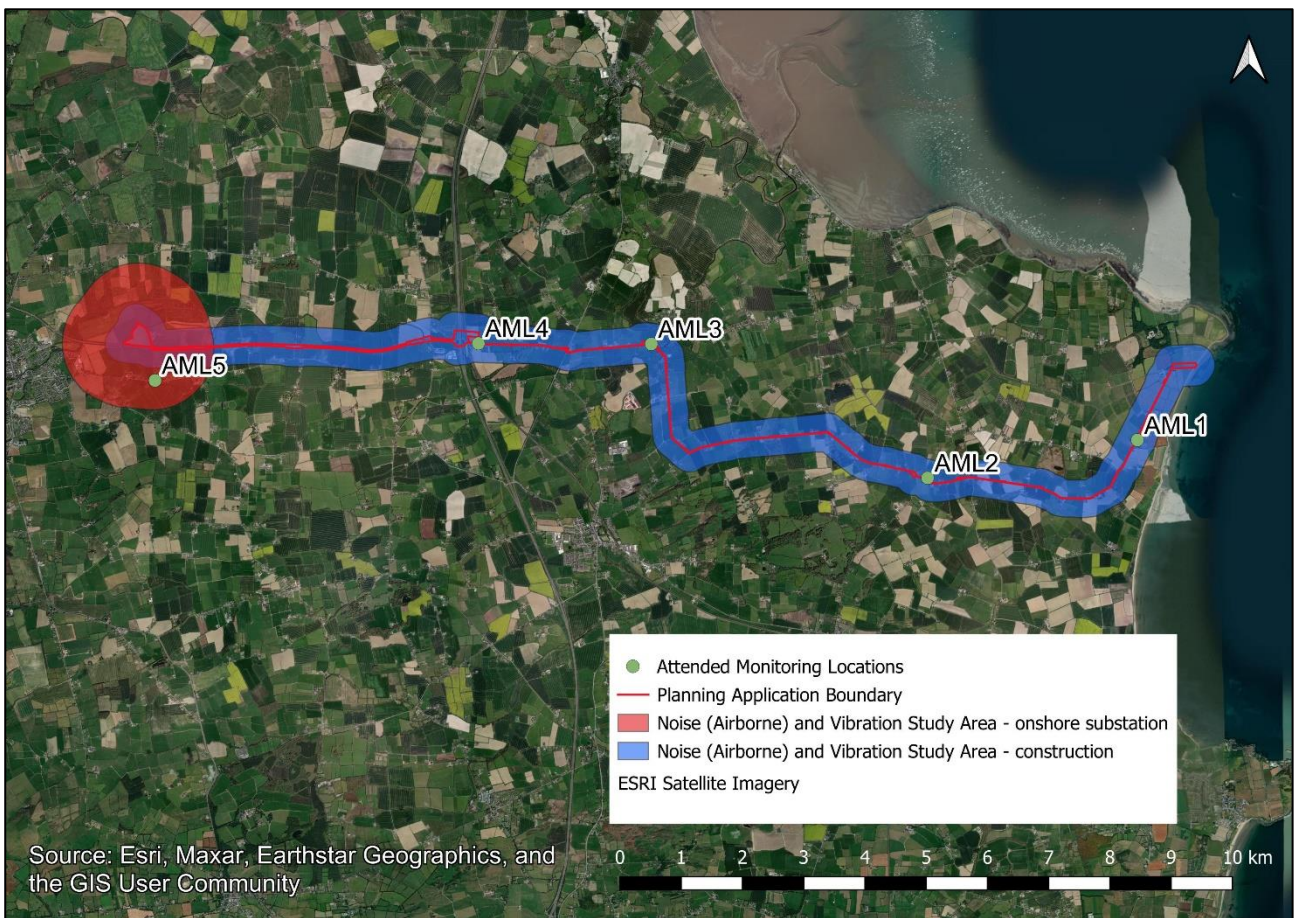 AML4
AML3
AML5
AML1
AML2
Attended Monitoring Locations
Planning Application Boundary
Noise (Airborne) and Vibration Study Area - onshore substation
Noise (Airborne) and Vibration Study Area - construction
ESRI Satellite Imagery
Source: Esri, Maxar, Earthstar Geographics, and
the GIS User Community
0 1 2 3 4 5 6 7 8 9 10 km